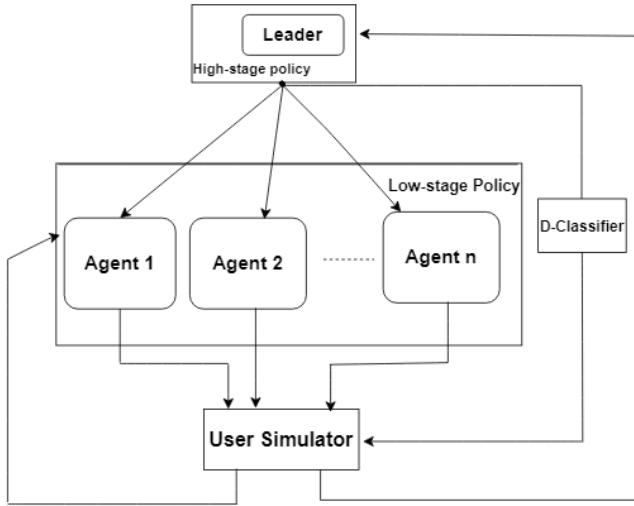 Leader
High-stage policy
Low-stage Policy
D-Classifier
Agent 1
Agent 2
Agent n
User Simulator